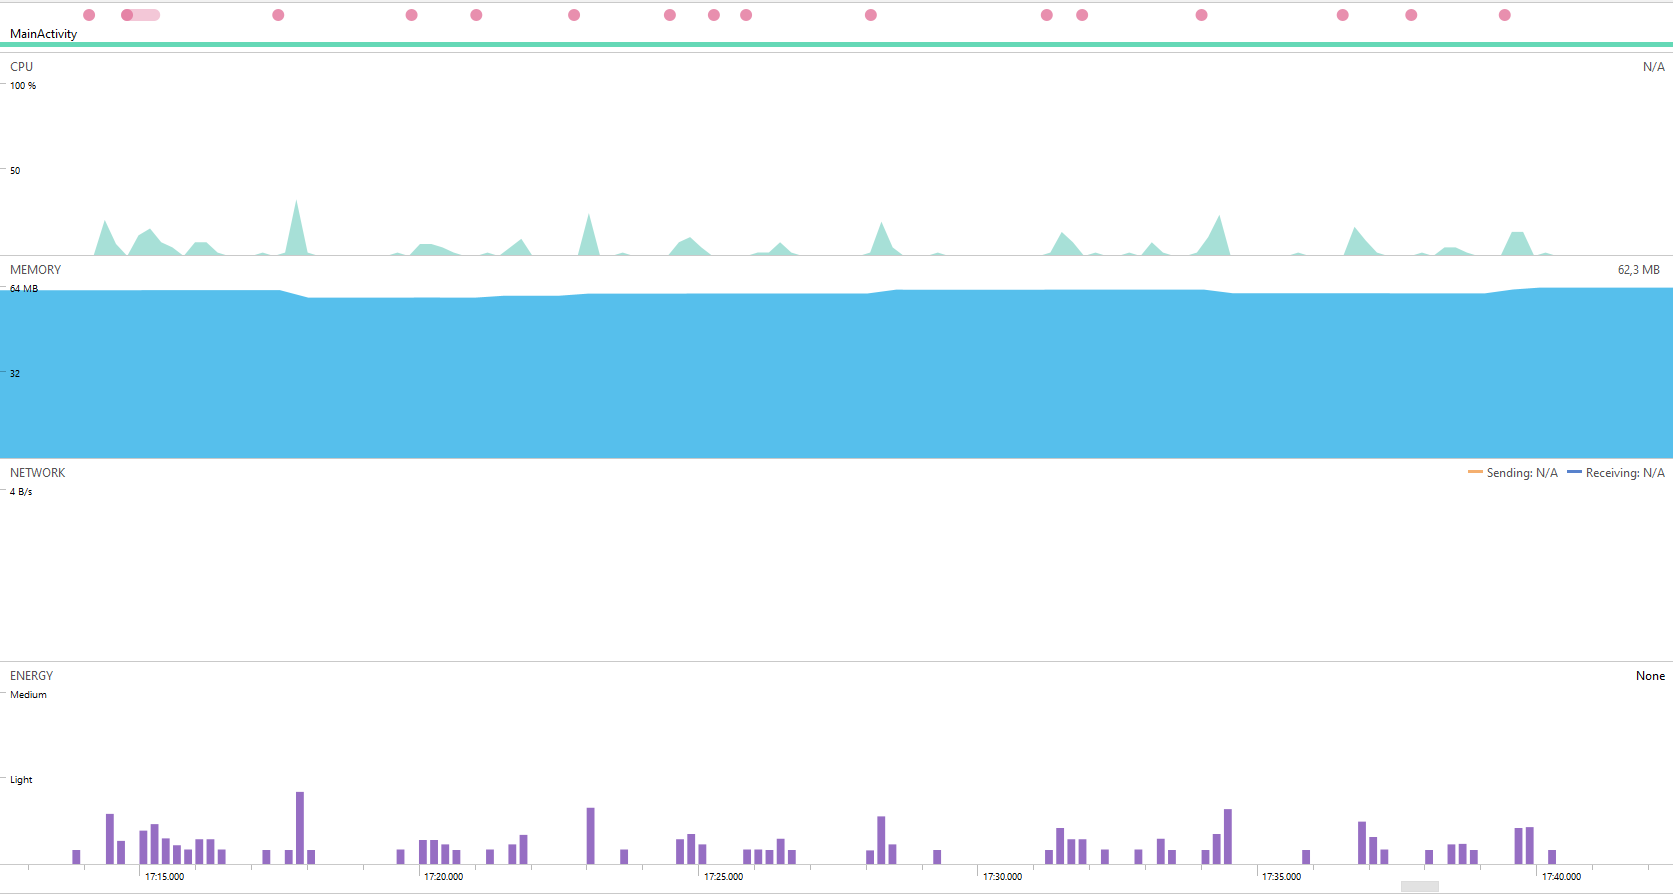 MainActivity
CPU
N/A
100 %
50
MEMORY
62,3 MB
64 MB
32
NETWORK
Sending: N/A
Receiving: N/A
4 B/s
ENERGY
None
Medium
Light
17:15.000
17:20.000
17:25.000
17:30.000
17:35.000
17:40.000